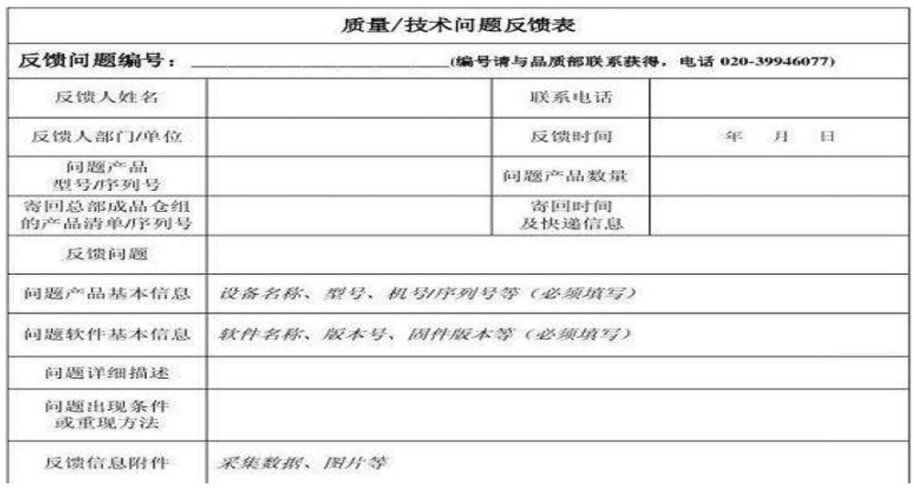 质量/技术问题反馈表
反馈问题编号：____________________(编号请与品质部联系获得，电话 020-39946077)
反馈人姓名 联系电话
反馈人部门/单位 反馈时间 年 月 日
问题产品
型号/序列号
问题产品数量
寄回总部成品仓组
的产品清单/序列号
寄回时间
及快递信息
反馈问题
问题产品基本信息 设备名称、型号、机号/序列号等（必须填写）
问题软件基本信息 软件名称、版本号、固件版本等（必须填写）
问题详细描述
问题出现条件
或重现方法
反馈信息附件 采集数据、图片等